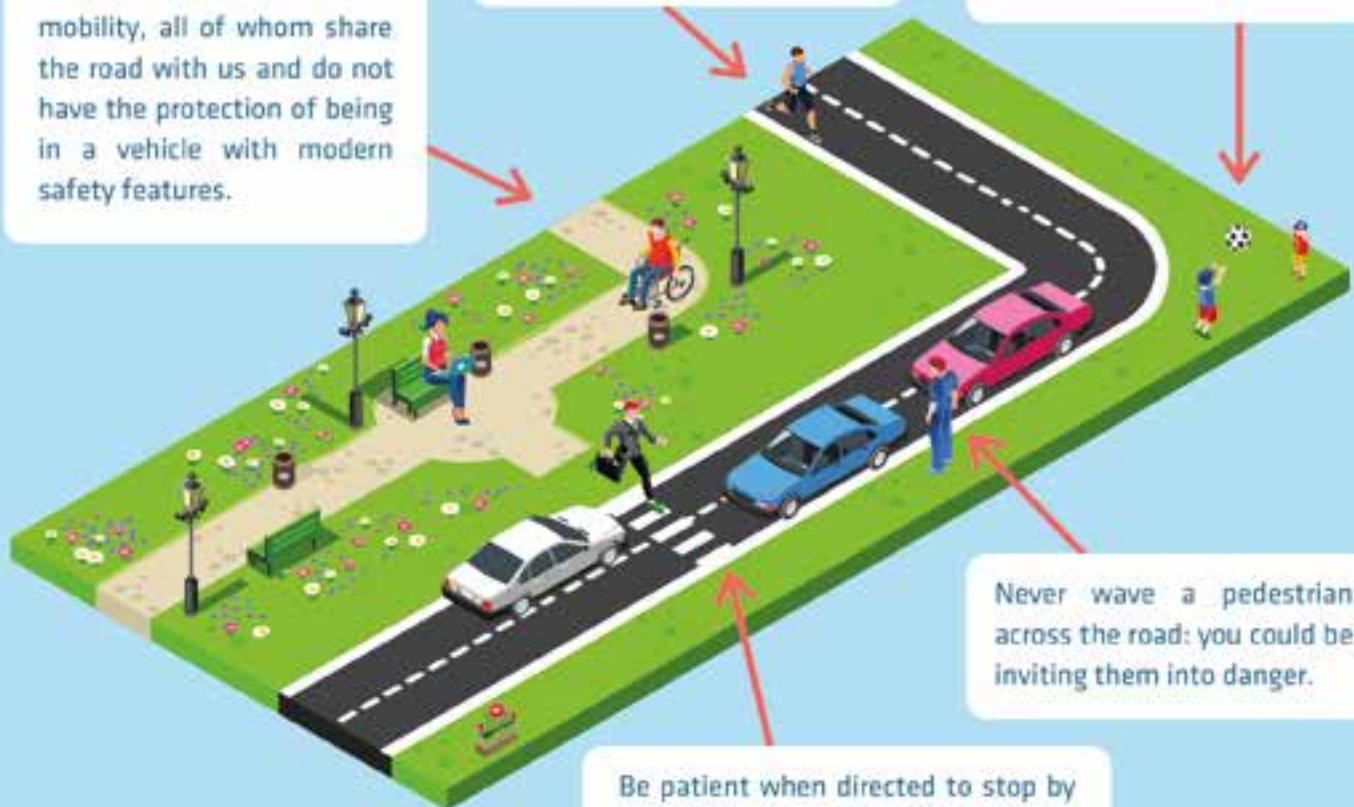 mobility, all of whom share
the road with us and do not
have the protection of being
in a vehicle with modern
safety features.
Never wave a pedestrian
across the road: you could be
inviting them into danger.
Be patient when directed to stop by